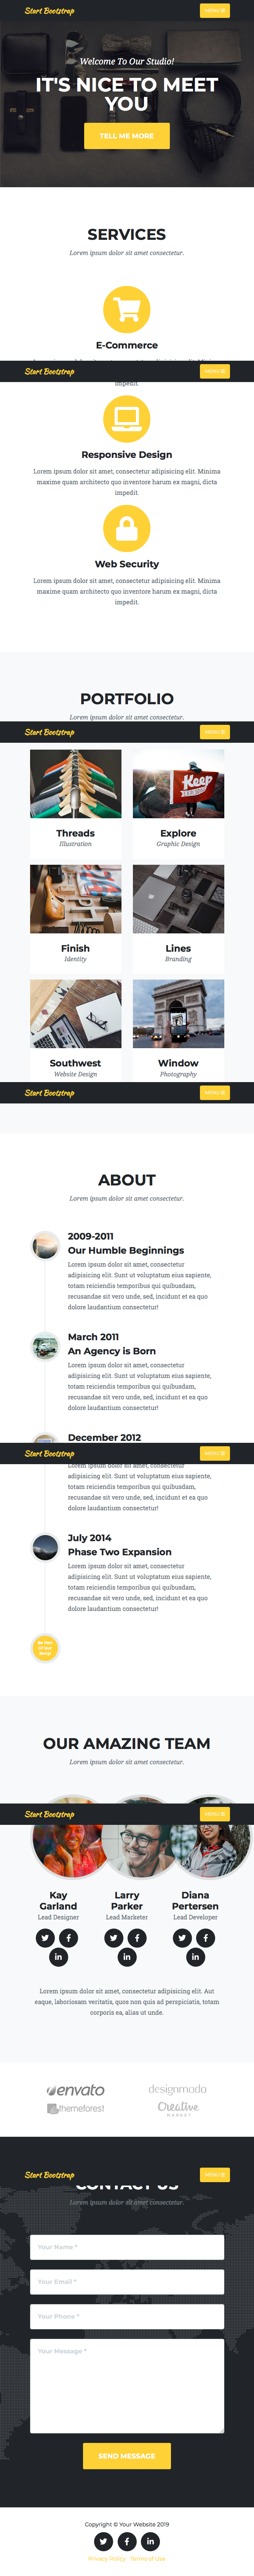 Start Bootstrap
MENU
Welcome To Our Studio!
IT'S NICE TO MEET
YOU
TELL ME MORE
SERVICES
Lorem ipsum dolor sit amet consectetur.
E-Commerce
Start Bootstrap
MENU
impedit.
Responsive Design
Lorem ipsum dolor sit amet, consectetur adipisicing elit. Minima
maxime quam architecto quo inventore harum ex magni, dicta
impedit.
Web Security
Lorem ipsum dolor sit amet, consectetur adipisicing elit. Minima
maxime quam architecto quo inventore harum ex magni, dicta
impedit.
PORTFOLIO
Lorem ipsum dolor sit amet consectetur.
Start Bootstrap
MENU
Keep
Threads
Explore
Illustration
Graphic Design
Finish
Lines
Identity
Branding
Southwest
Window
Website Design
Photography
Start Bootstrap
MENU
ABOUT
Lorem ipsum dolor sit amet consectetur.
2009-2011
Our Humble Beginnings
Lorem ipsum dolor sit amet, consectetur
adipisicing elit. Sunt ut voluptatum eius sapiente,
totam reiciendis temporibus qui quibusdam,
recusandae sit vero unde, sed, incidunt et ea quo
dolore laudantium consectetur!
March 2011
An Agency is Born
Lorem ipsum dolor sit amet, consectetur
adipisicing elit. Sunt ut voluptatum eius sapiente,
totam reiciendis temporibus qui quibusdam,
recusandae sit vero unde, sed, incidunt et ea quo
dolore laudantium consectetur!
December 2012
Start Bootstrap
MENU
Lorem ipsum dolor sit amet, consectetur
adipisicing elit. Sunt ut voluptatum eius sapiente,
totam reiciendis temporibus qui quibusdam,
recusandae sit vero unde, sed, incidunt et ea quo
dolore laudantium consectetur!
July 2014
Phase Two Expansion
Lorem ipsum dolor sit amet, consectetur
adipisicing elit. Sunt ut voluptatum eius sapiente,
totam reiciendis temporibus qui quibusdam,
recusandae sit vero unde, sed, incidunt et ea quo
dolore laudantium consectetur!
Be Part
Of Our
Story!
OUR AMAZING TEAM
Lorem ipsum dolor sit amet consectetur.
Start Bootstrap
MENU
Kay
Garland
Lead Designer
Larry
Parker
Lead Marketer
Diana
Pertersen
Lead Developer
Lorem ipsum dolor sit amet, consectetur adipisicing elit. Aut
eaque, laboriosam veritatis, quos non quis ad perspiciatis, totam
corporis ea, alias ut unde.
envato
designmodo
themeforest
Creative
MARKET
Start Bootstrap
MENU
CONTACT US
Lorem ipsum dolor sit amet consectetur.
Your Name *
Your Email *
Your Phone *
Your Message *
SEND MESSAGE
Copyright © Your Website 2019
Privacy Policy
Terms of Use